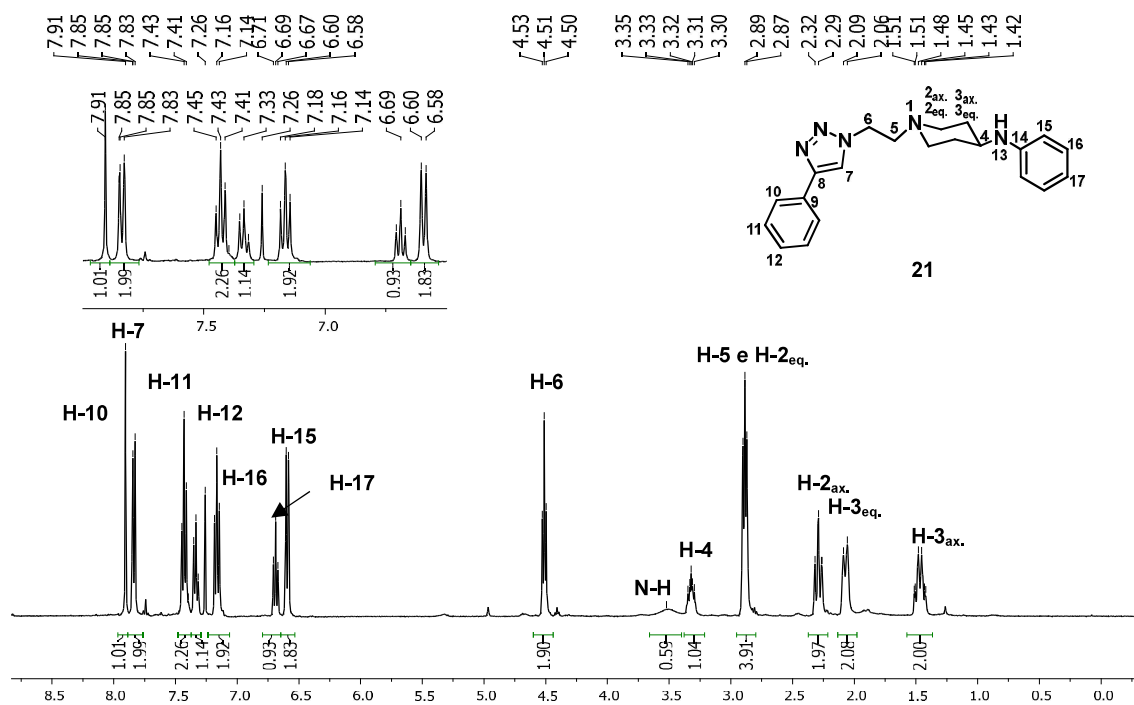 7.91 7.85 7.85 7.83 7.43 7.41 7.26 7.16 7.14 6.71 6.69 6.67 6.60 6.58 4.53 4.51 4.50 3.35 3.33 3.32 3.31 3.30 2.89 2.87 2.32 2.29 2.09 2.06 1.51 1.51 1.48 1.45 1.43 1.42
7.91 7.85 7.85 7.83 7.45 7.43 7.41 7.33 7.26 7.18 7.16 7.14 6.69 6.60 6.58
1.01 1.99 2.26 1.14 1.92 0.93 1.83
7.5 7.0
2ax. 3ax.
1 2eq. 3eq.
6 5 N 4 H N 13 14 15 16 17
N N N 7 8
10 9
11
12
21
H-7
H-10
H-11
H-12
H-16
H-15
H-17
H-6
N-H
H-4
H-5 e H-2eq.
H-2ax.
H-3eq.
H-3ax.
1.01 1.99 2.26 1.14 1.92 0.93 1.83 1.90 0.59 1.04 3.91 1.97 2.08 2.00
8.5 8.0 7.5 7.0 6.5 6.0 5.5 5.0 4.5 4.0 3.5 3.0 2.5 2.0 1.5 1.0 0.5 0.0